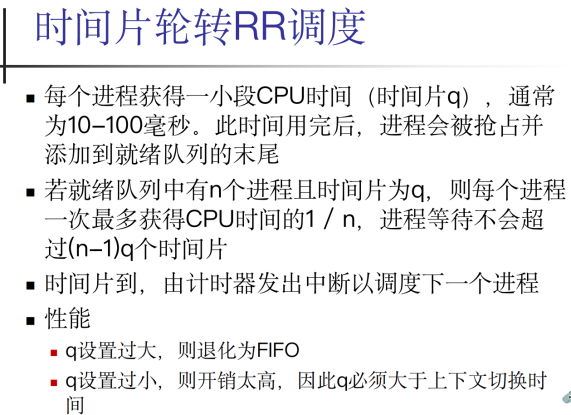 时间片轮转RR调度
每个进程获得一小段CPU时间（时间片q），通常
为10–100毫秒。此时间用完后，进程会被抢占并
添加到就绪队列的末尾
若就绪队列中有n个进程且时间片为q，则每个进程
一次最多获得CPU时间的1 / n，进程等待不会超
过(n–1)q个时间片
时间片到，由计时器发出中断以调度下一个进程
性能
q设置过大，则退化为FIFO
q设置过小，则开销太高，因此q必须大于上下文切换时
间